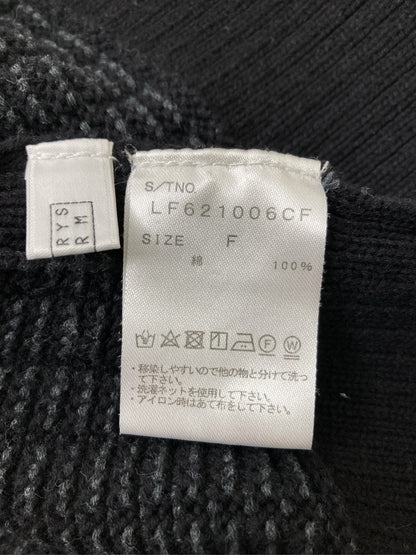 RYS
RM
S/TNO.
LF621006CF
SIZE F
綿 100%
・移染しやすいので他の物と分けて洗っ
て下さい。
・洗濯ネットを使用して下さい。
・アイロン時はあて布をして下さい。